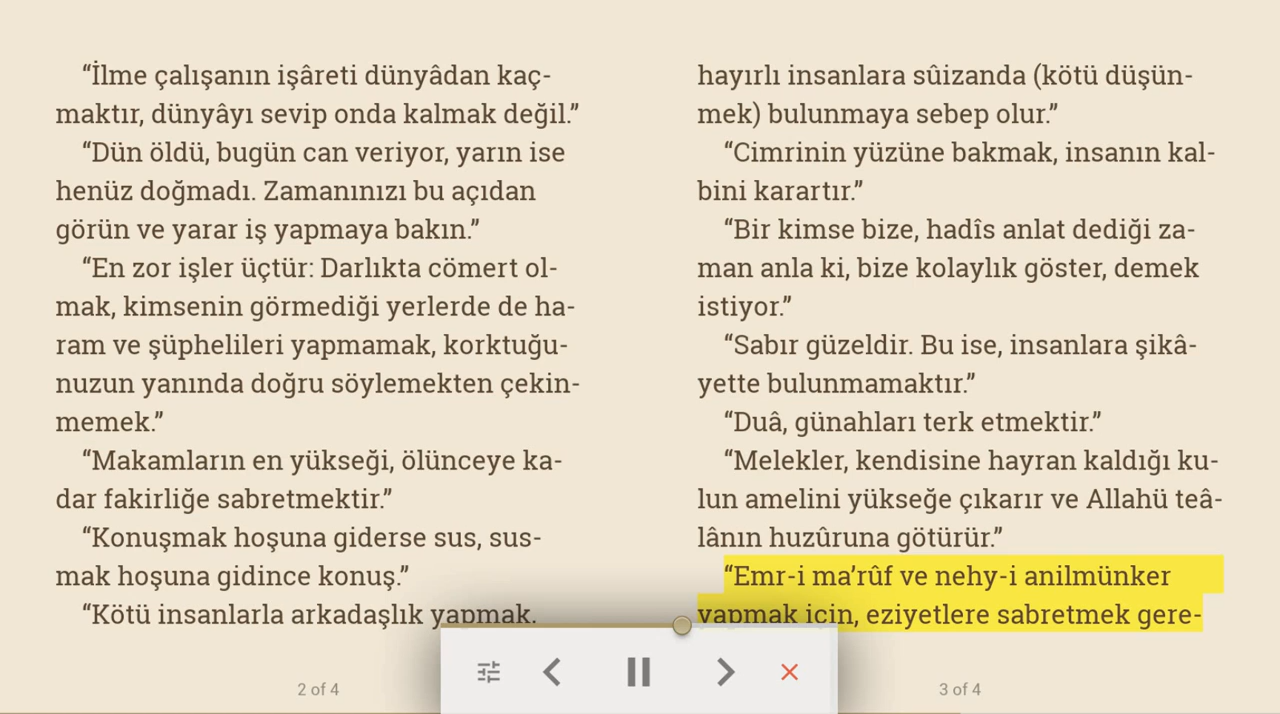 “İlme çalışanın işâreti dünyâdan kaç-
maktır, dünyâyı sevip onda kalmak değil.”
“Dün öldü, bugün can veriyor, yarın ise
henüz doğmadı. Zamanınızı bu açıdan
görün ve yarar iş yapmaya bakın.”
“En zor işler üçtür: Darlıkta cömert ol-
mak, kimsenin görmediği yerlerde de ha-
ram ve şüphelileri yapmamak, korktuğu-
nuzun yanında doğru söylemekten çekin-
memek.”
“Makamların en yükseği, ölünceye ka-
dar fakirliğe sabretmektir.”
“Konuşmak hoşuna giderse sus, sus-
mak hoşuna gidince konuş.”
“Kötü insanlarla arkadaşlık yapmak,
2 of 4
hayırlı insanlara sûizanda (kötü düşün-
mek) bulunmaya sebep olur.”
“Cimrinin yüzüne bakmak, insanın kal-
bini karartır.”
“Bir kimse bize, hadîs anlat dediği za-
man anla ki, bize kolaylık göster, demek
istiyor.”
“Sabır güzeldir. Bu ise, insanlara şikâ-
yette bulunmamaktır.”
“Duâ, günahları terk etmektir.”
“Melekler, kendisine hayran kaldığı ku-
lun amelini yükseğe çıkarır ve Allahü teâ-
lânın huzûruna götürür.”
“Emr-i ma’rûf ve nehy-i anilmünker
yapmak için, eziyetlere sabretmek gere-
3 of 4